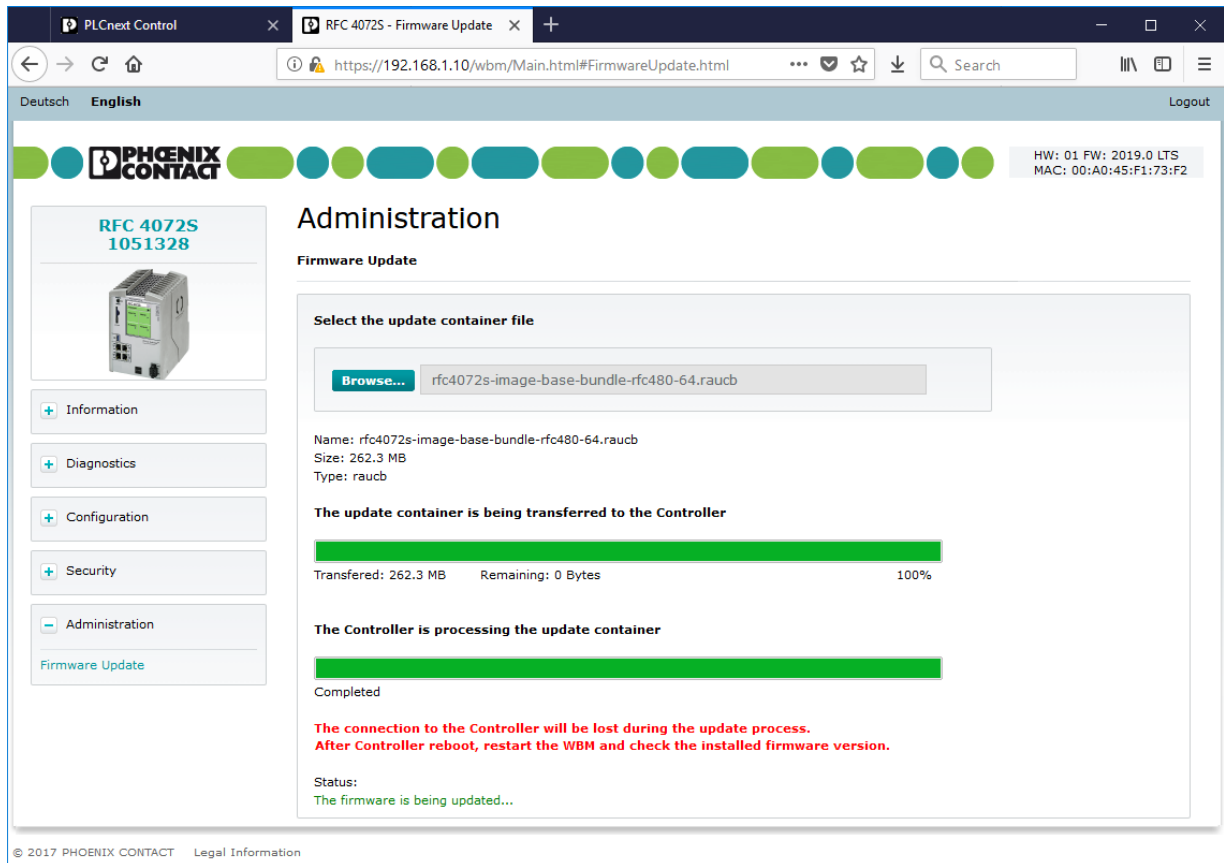 PLCnext Control
RFC 4072S - Firmware Update
https://192.168.1.10/wbm/Main.html#FirmwareUpdate.html
Search
Deutsch English
Logout
PHŒNIX
CONTACT
HW: 01 FW: 2019.0 LTS
MAC: 00:A0:45:F1:73:F2
RFC 4072S
1051328
Information
Diagnostics
Configuration
Security
Administration
Firmware Update
Administration
Firmware Update
Select the update container file
Browse... rfc4072s-image-base-bundle-rfc480-64.raucb
Name: rfc4072s-image-base-bundle-rfc480-64.raucb
Size: 262.3 MB
Type: raucb
The update container is being transferred to the Controller
Transfered: 262.3 MB Remaining: 0 Bytes 100%
The Controller is processing the update container
Completed
The connection to the Controller will be lost during the update process.
After Controller reboot, restart the WBM and check the installed firmware version.
Status:
The firmware is being updated...
© 2017 PHOENIX CONTACT Legal Information